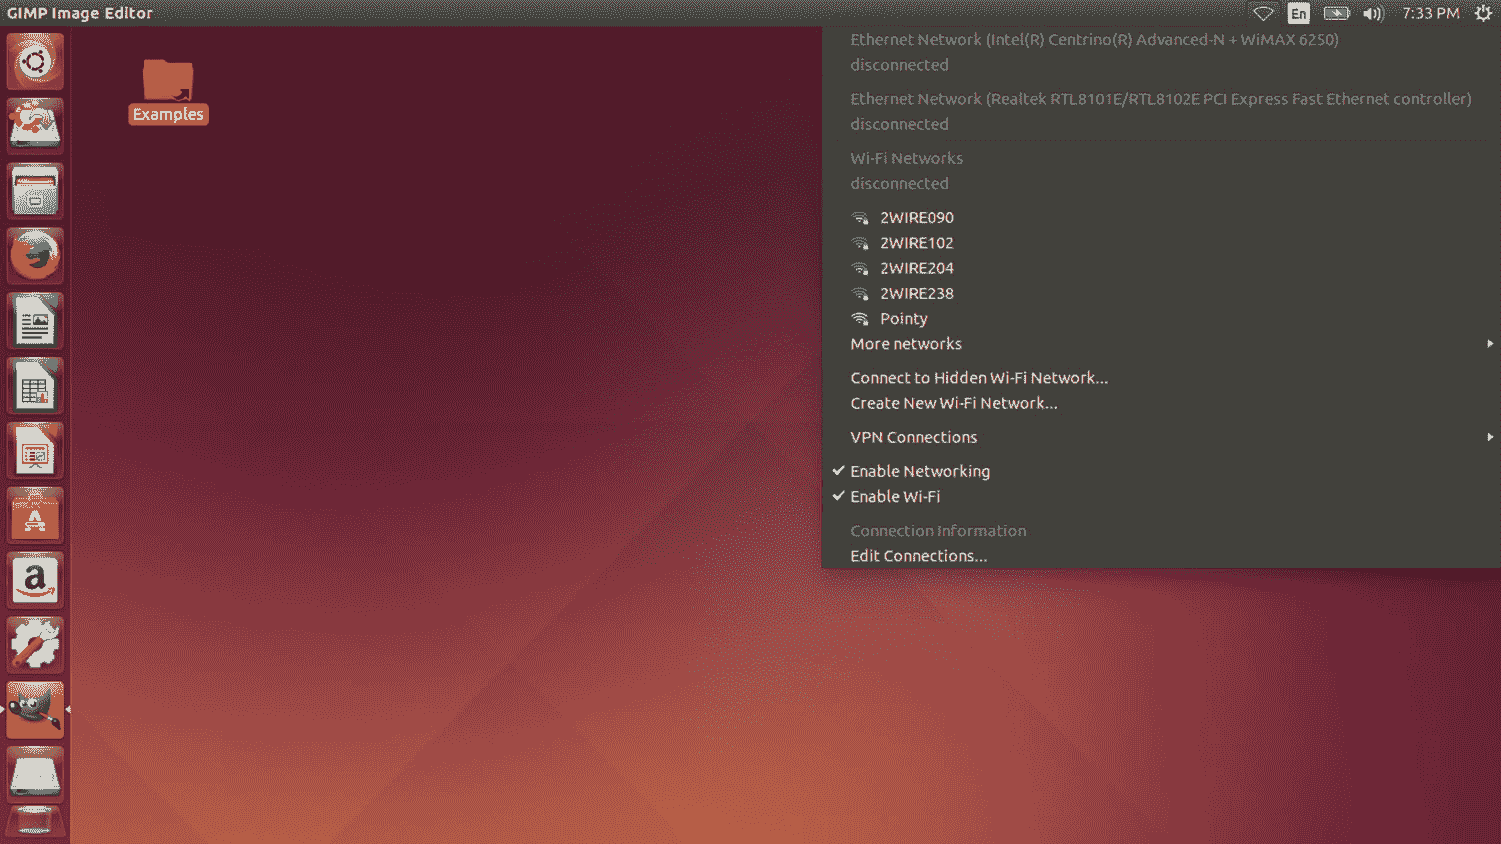 GIMP Image Editor
En
7:33 PM
Examples
Ethernet Network (Intel(R) Centrino(R) Advanced-N + WiMAX 6250)
disconnected
Ethernet Network (Realtek RTL8101E/RTL8102E PCI Express Fast Ethernet controller)
disconnected
Wi-Fi Networks
disconnected
2WIRE090
2WIRE102
2WIRE204
2WIRE238
Pointy
More networks
Connect to Hidden Wi-Fi Network...
Create New Wi-Fi Network...
VPN Connections
Enable Networking
Enable Wi-Fi
Connection Information
Edit Connections...